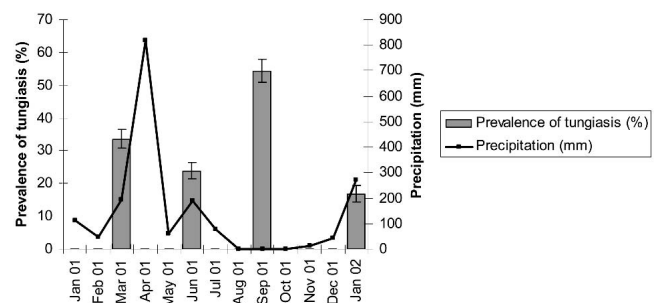 70
60
50
40
30
20
10
0
Prevalence of tungiasis (%)
900
800
700
600
500
400
300
200
100
0
Precipitation (mm)
Jan 01
Feb 01
Mar 01
Apr 01
May 01
Jun 01
Jul 01
Aug 01
Sep 01
Oct 01
Nov 01
Dec 01
Jan 02
Prevalence of tungiasis (%)
Precipitation (mm)